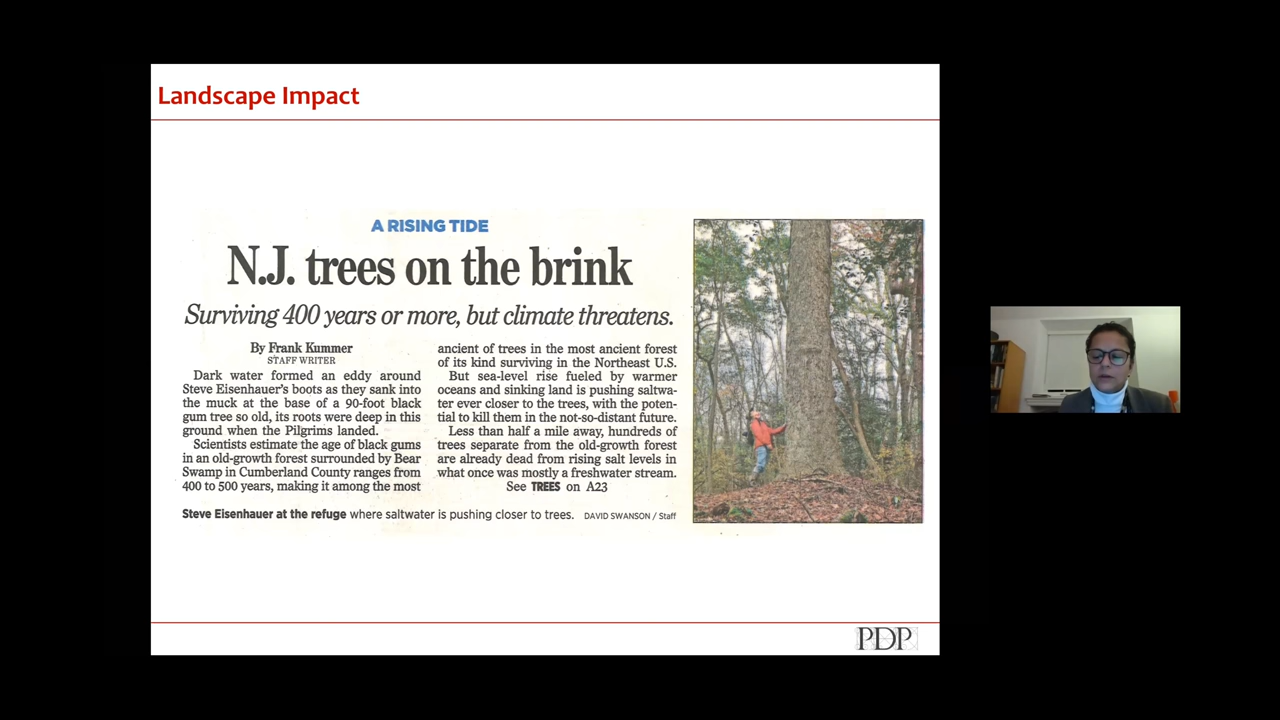 Landscape Impact
A RISING TIDE
N.J. trees on the brink
Surviving 400 years or more, but climate threatens.
By Frank Kummer
STAFF WRITER
Dark water formed an eddy around
Steve Eisenhauer's boots as they sank into
the muck at the base of a 90-foot black
gum tree so old, its roots were deep in this
ground when the Pilgrims landed.
Scientists estimate the age of black gums
in an old-growth forest surrounded by Bear
Swamp in Cumberland County ranges from
400 to 500 years, making it among the most
ancient of trees in the most ancient forest
of its kind surviving in the Northeast U.S.
But sea-level rise fueled by warmer
oceans and sinking land is pushing saltwa-
ter ever closer to the trees, with the poten-
tial to kill them in the not-so-distant future.
Less than half a mile away, hundreds of
trees separate from the old-growth forest
are already dead from rising salt levels in
what once was mostly a freshwater stream.
See TREES on A23
Steve Eisenhauer at the refuge where saltwater is pushing closer to trees. DAVID SWANSON / Staff
PDP